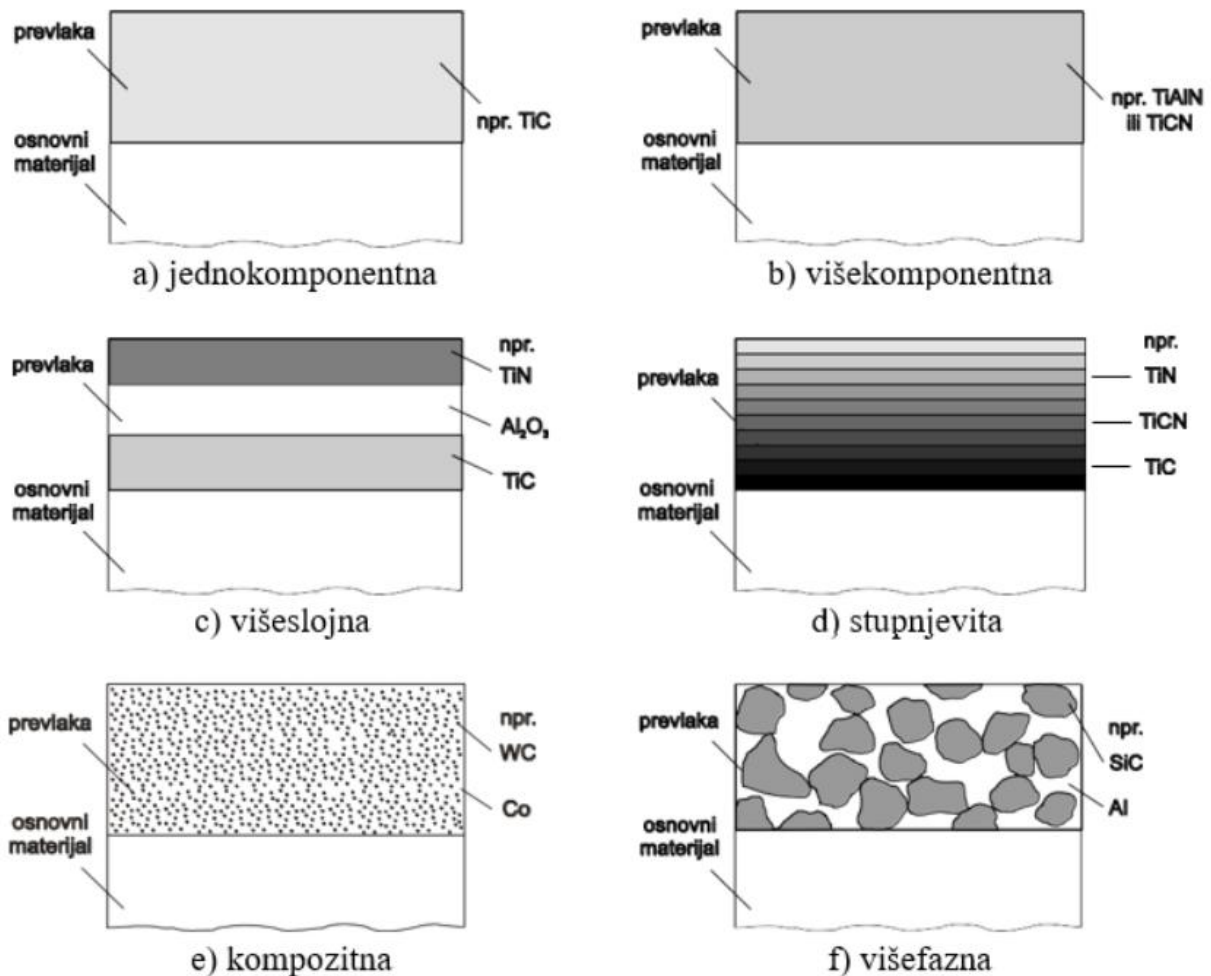 prevlaka
npr. TiC
osnovni
materijal
a) jednokomponentna
prevlaka
npr. TiAlN
ili TiCN
osnovni
materijal
b) višekomponentna
prevlaka
npr.
TiN
Al₂O₃
TiC
osnovni
materijal
c) višeslojna
prevlaka
npr.
TiN
TiCN
TiC
osnovni
materijal
d) stupnjevita
prevlaka
npr.
WC
Co
osnovni
materijal
e) kompozitna
prevlaka
npr.
SiC
Al
osnovni
materijal
f) višefazna